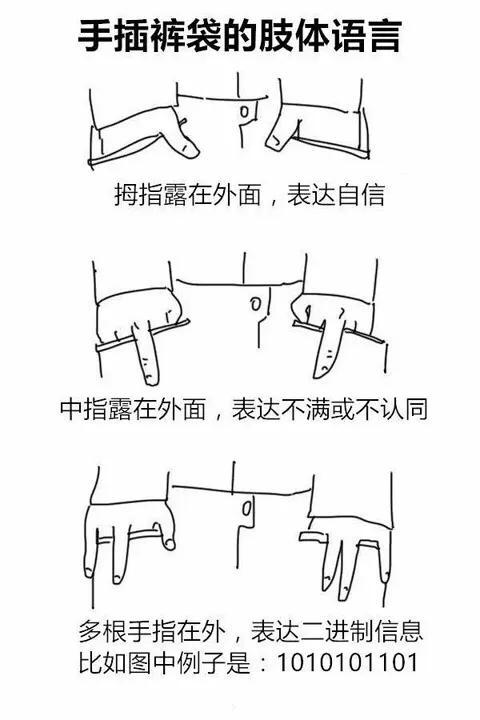 手插裤袋的肢体语言
拇指露在外面，表达自信
中指露在外面，表达不满或不认同
多根手指在外，表达二进制信息
比如图中例子是：1010101101